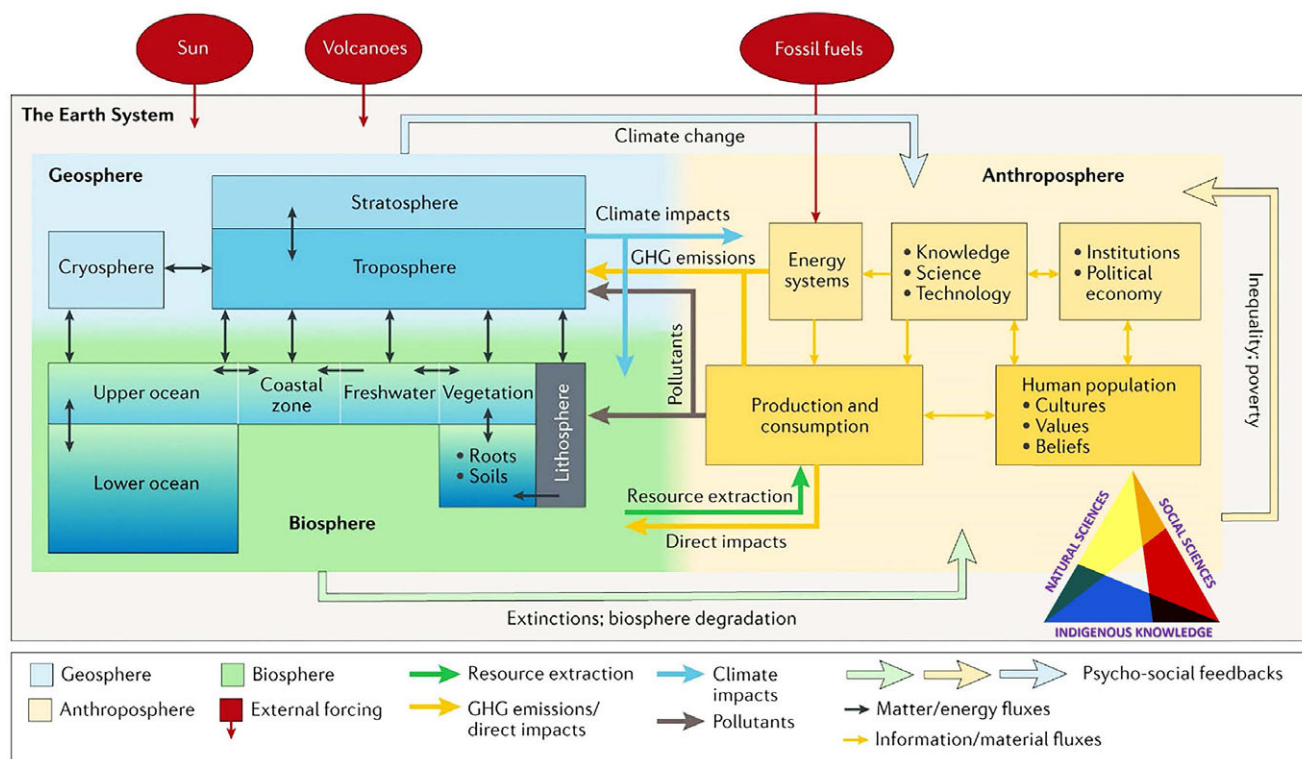 Sun
Volcanoes
Fossil fuels
The Earth System
Climate change
Geosphere
Anthroposphere
Stratosphere
Climate impacts
Cryosphere
Troposphere
GHG emissions
Energy
systems
• Knowledge
• Science
• Technology
• Institutions
• Political
economy
Inequality; poverty
Upper ocean
Coastal
zone
Freshwater
Vegetation
Lithosphere
Pollutants
Production and
consumption
Human population
• Cultures
• Values
• Beliefs
Lower ocean
• Roots
• Soils
Biosphere
Resource extraction
Direct impacts
NATURAL SCIENCES
SOCIAL SCIENCES
INDIGENOUS KNOWLEDGE
Extinctions; biosphere degradation
Geosphere
Biosphere
Resource extraction
Climate
impacts
Psycho-social feedbacks
Anthroposphere
External forcing
GHG emissions/
direct impacts
Pollutants
Matter/energy fluxes
Information/material fluxes